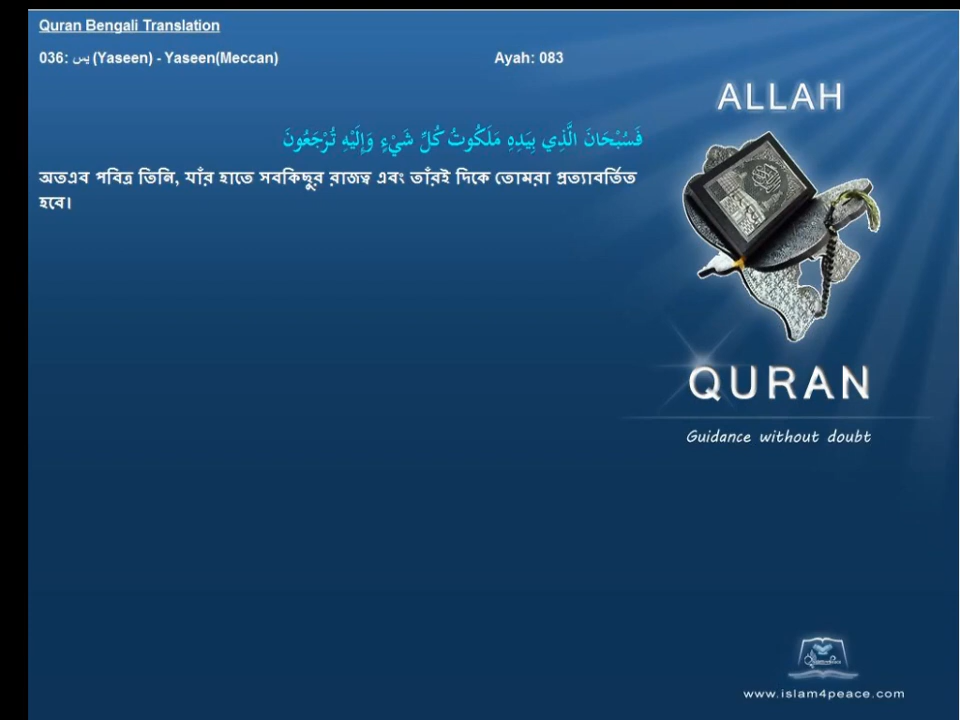 Quran Bengali Translation
036: يس (Yaseen) - Yaseen(Meccan) Ayah: 083
فَسُبْحَانَ الَّذِي بِيَدِهِ مَلَكُوتُ كُلِّ شَيْءٍ وَإِلَيْهِ تُرْجَعُونَ
অতএব পবিত্র তিনি, যাঁর হাতে সবকিছুর রাজত্ব এবং তাঁরই দিকে তোমরা প্রত্যাবর্তিত
হবে।
ALLAH
QURAN
Guidance without doubt
www.islam4peace.com